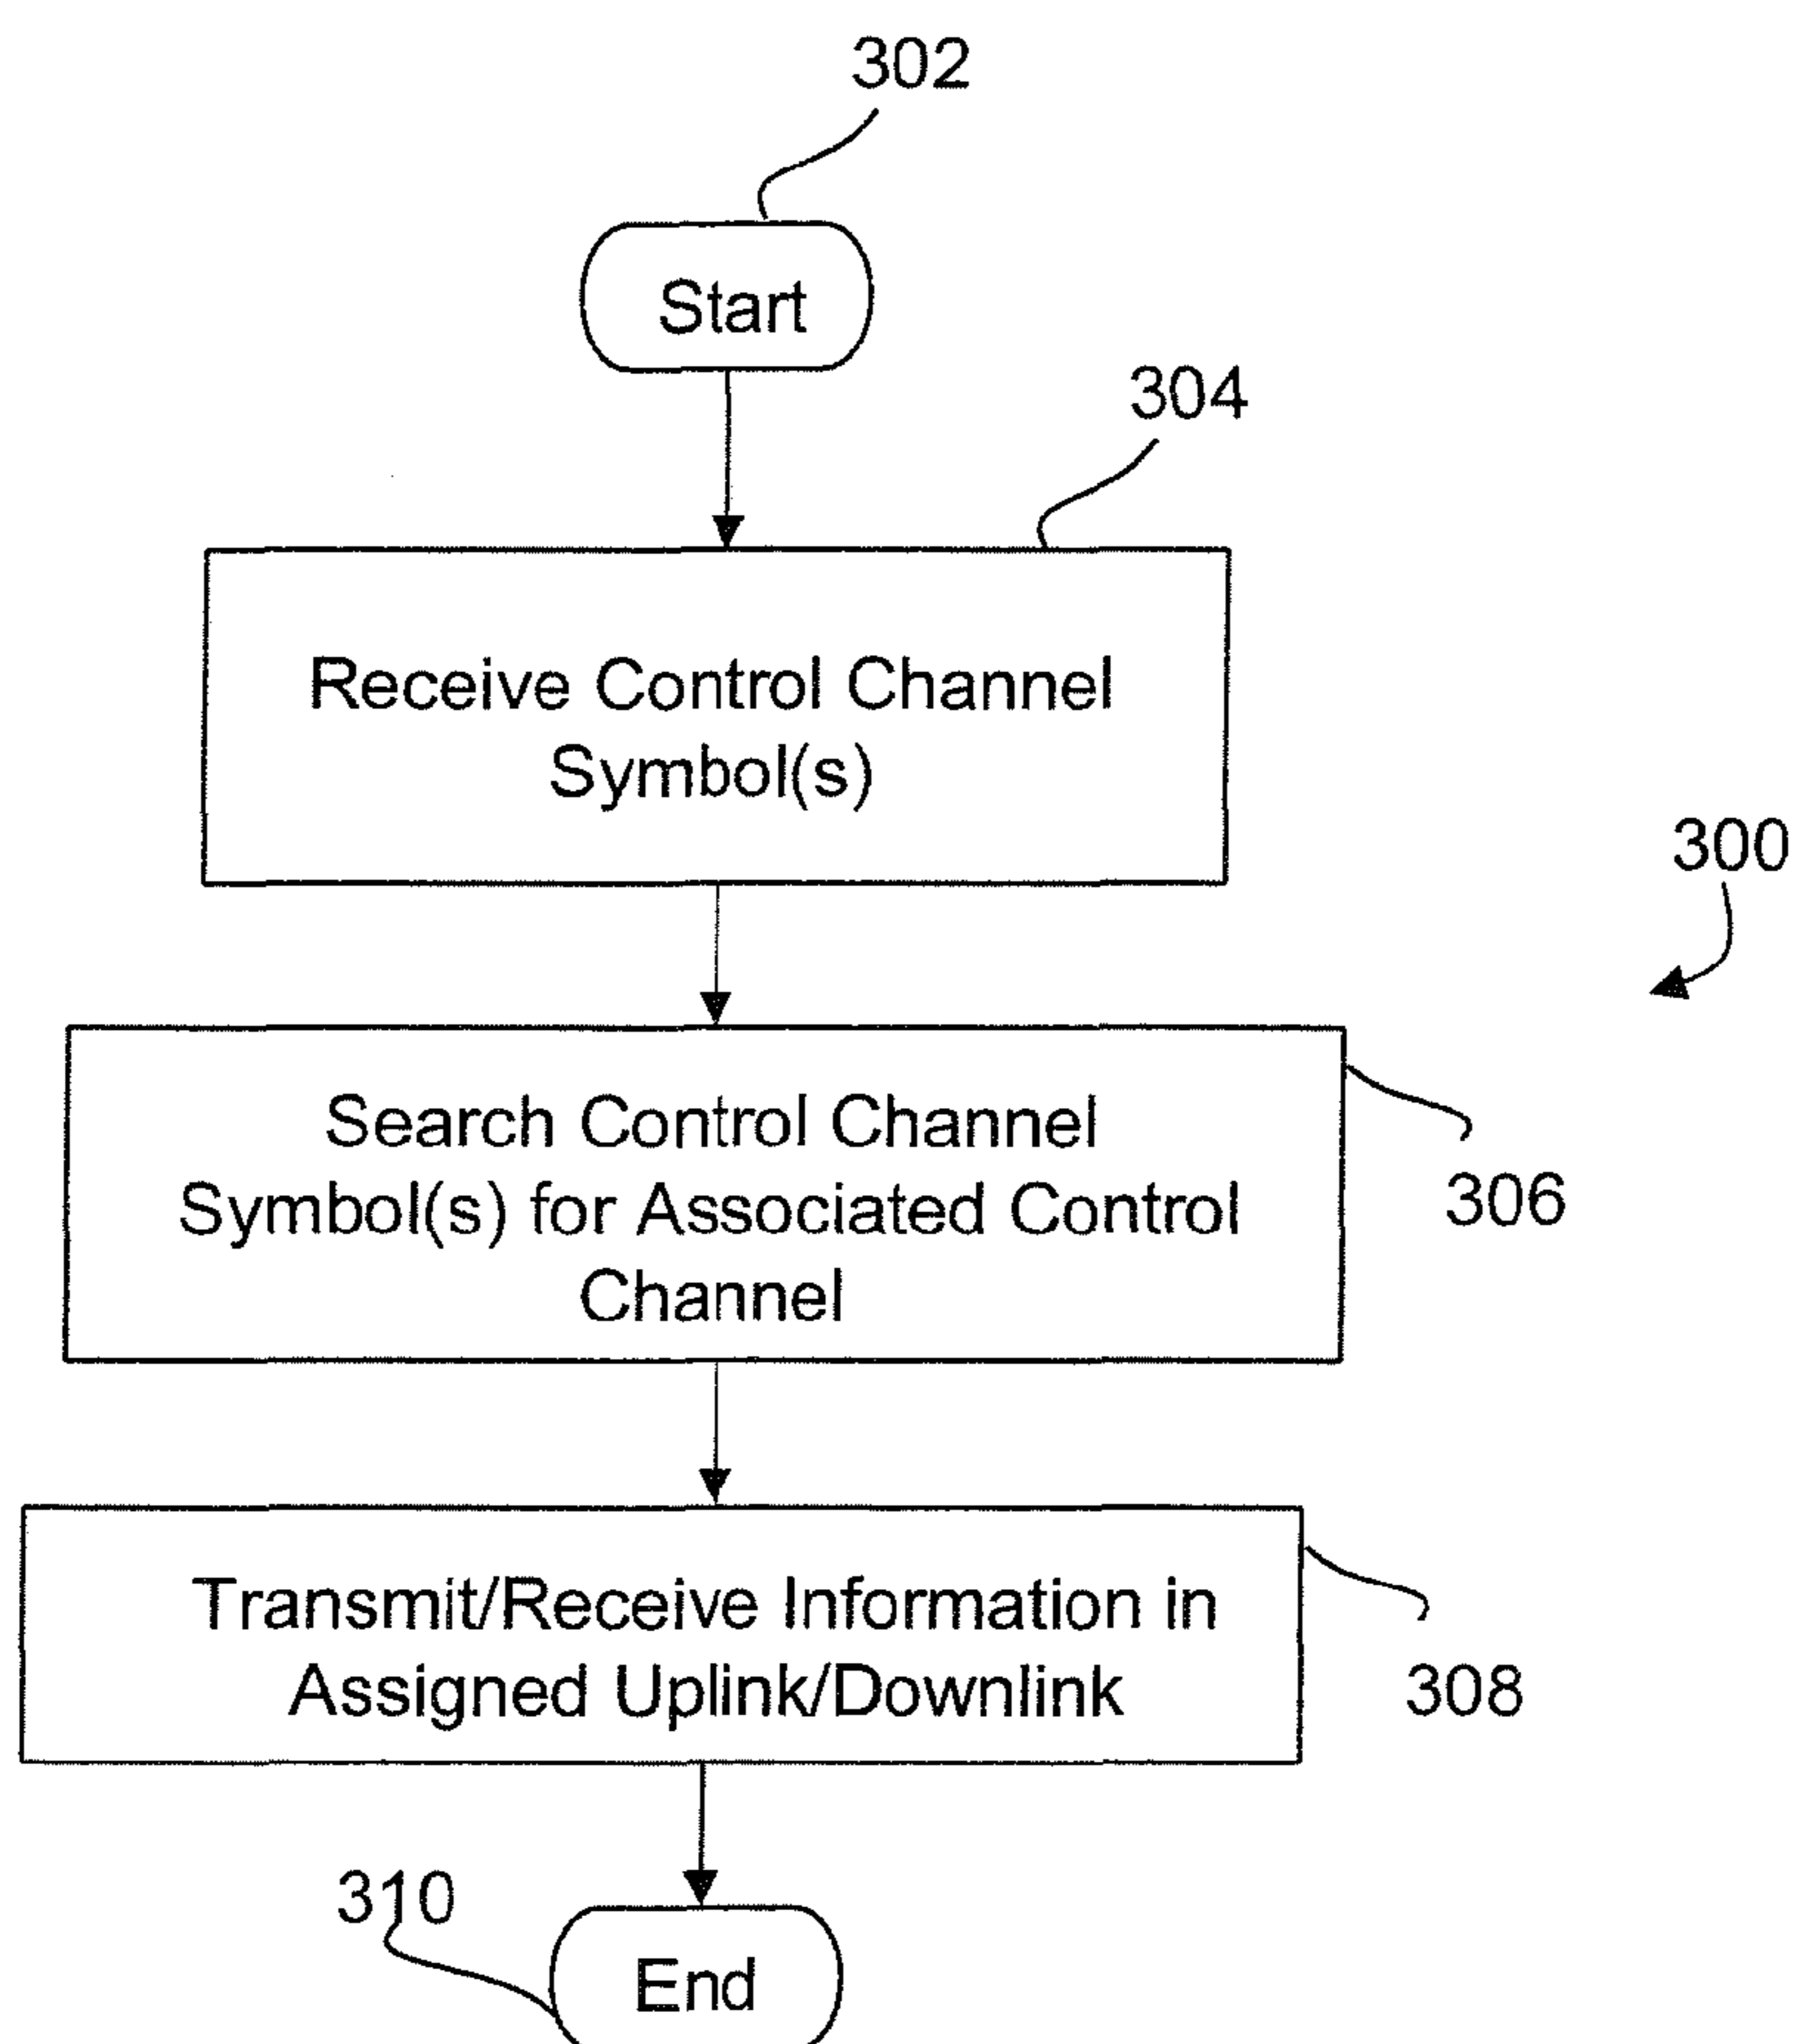 302
Start
304
Receive Control Channel
Symbol(s)
300
Search Control Channel
Symbol(s) for Associated Control
Channel
306
Transmit/Receive Information in
Assigned Uplink/Downlink
308
310
End